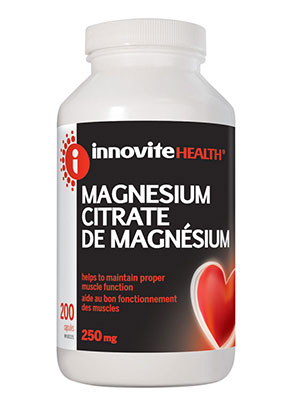 i innovite HEALTH®
MAGNESIUM
CITRATE
DE MAGNÉSIUM
helps to maintain proper
muscle function
aide au bon fonctionnement
des muscles
200
capsules
250 mg